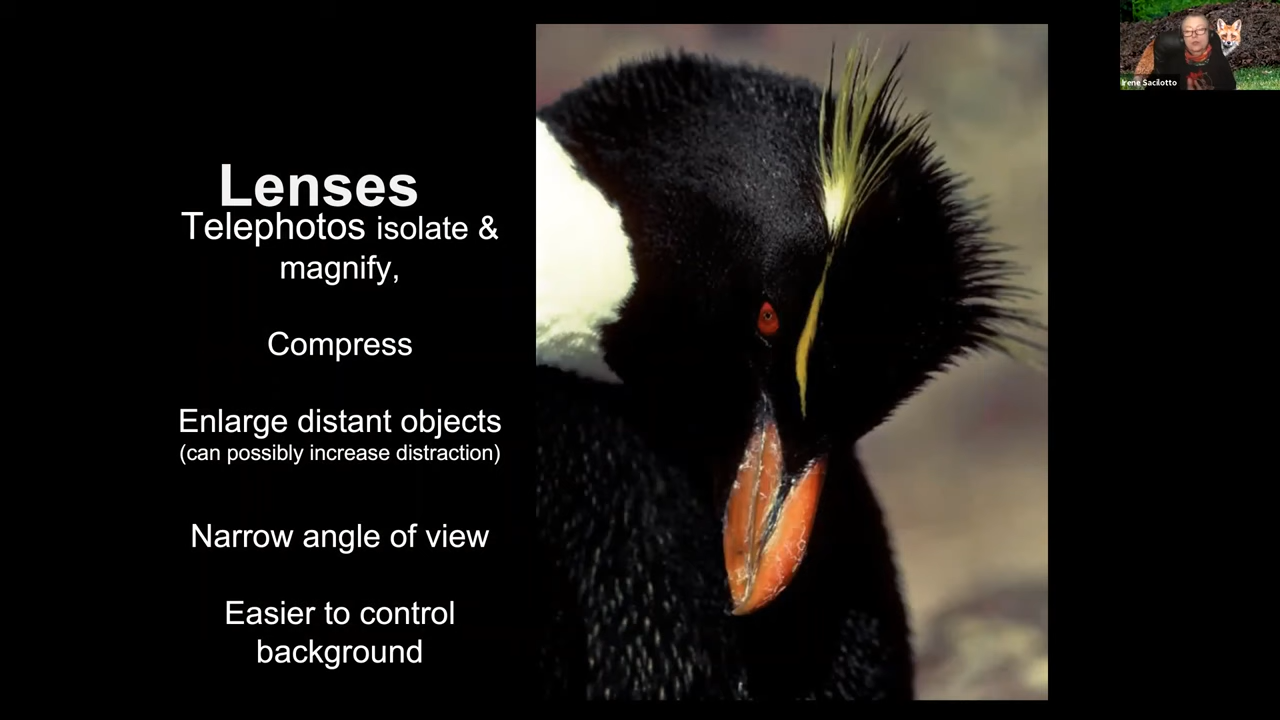 Lenses
Telephotos isolate &
magnify,
Compress
Enlarge distant objects
(can possibly increase distraction)
Narrow angle of view
Easier to control
background
Irene Sacilotto